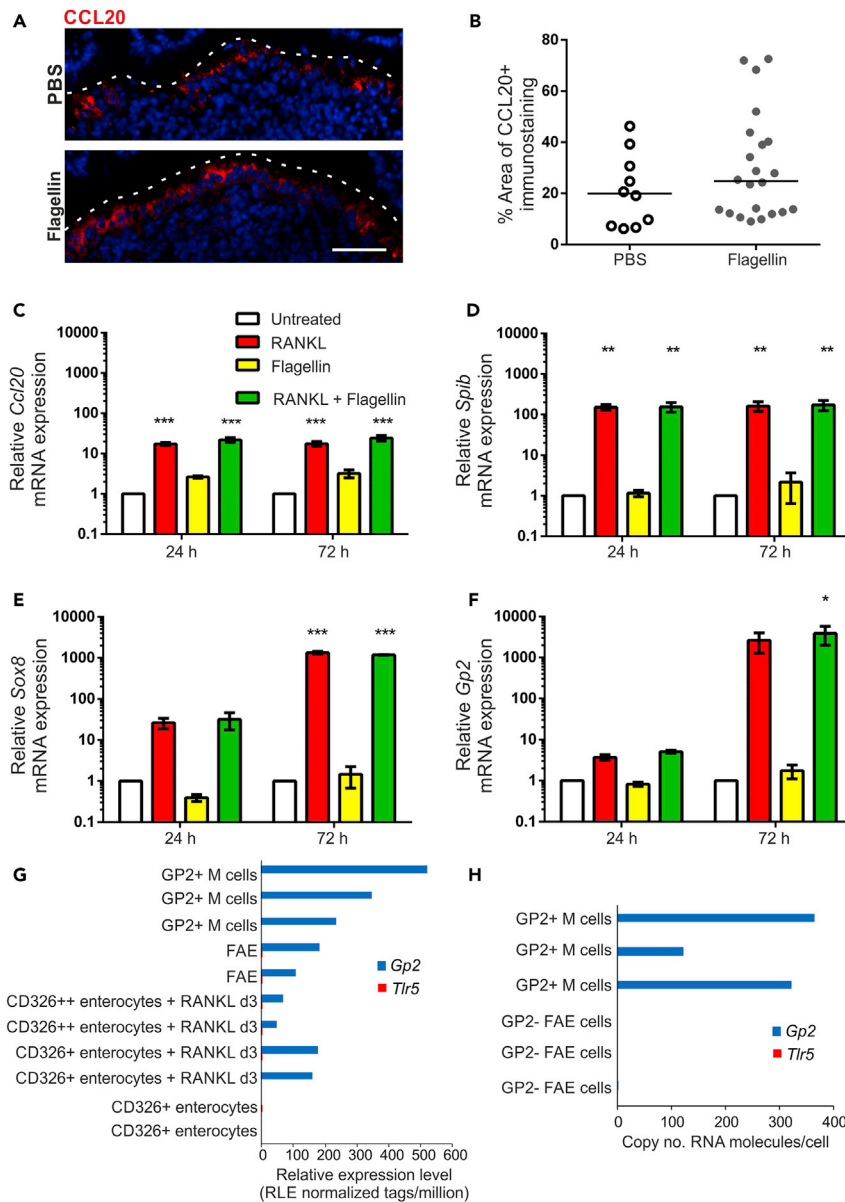 A
CCL20
PBS
Flagellin
B
% Area of CCL20+
immunostaining
80
60
40
20
0
PBS
Flagellin
C
Relative Ccl20
mRNA expression
10000
1000
100
10
1
0.1
Untreated
RANKL
Flagellin
RANKL + Flagellin
***
***
***
***
24 h
72 h
D
Relative Spib
mRNA expression
10000
1000
100
10
1
0.1
**
**
**
**
24 h
72 h
E
Relative Sox8
mRNA expression
10000
1000
100
10
1
0.1
***
***
24 h
72 h
F
Relative Gp2
mRNA expression
10000
1000
100
10
1
0.1
*
24 h
72 h
G
GP2+ M cells
GP2+ M cells
GP2+ M cells
FAE
FAE
CD326++ enterocytes + RANKL d3
CD326++ enterocytes + RANKL d3
CD326+ enterocytes + RANKL d3
CD326+ enterocytes + RANKL d3
CD326+ enterocytes
CD326+ enterocytes
Gp2
Tlr5
0 100 200 300 400 500 600
Relative expression level
(RLE normalized tags/million)
H
GP2+ M cells
GP2+ M cells
GP2+ M cells
GP2- FAE cells
GP2- FAE cells
GP2- FAE cells
Gp2
Tlr5
0 100 200 300 400
Copy no. RNA molecules/cell